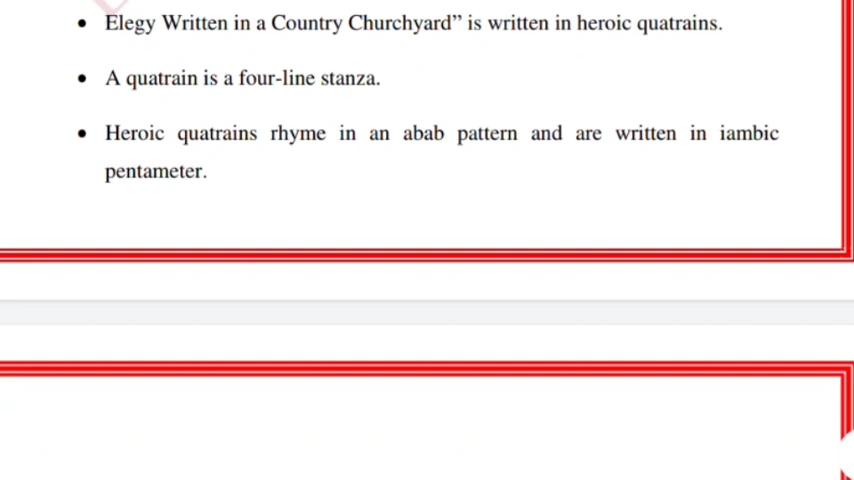 • Elegy Written in a Country Churchyard” is written in heroic quatrains.
• A quatrain is a four-line stanza.
• Heroic quatrains rhyme in an abab pattern and are written in iambic
pentameter.